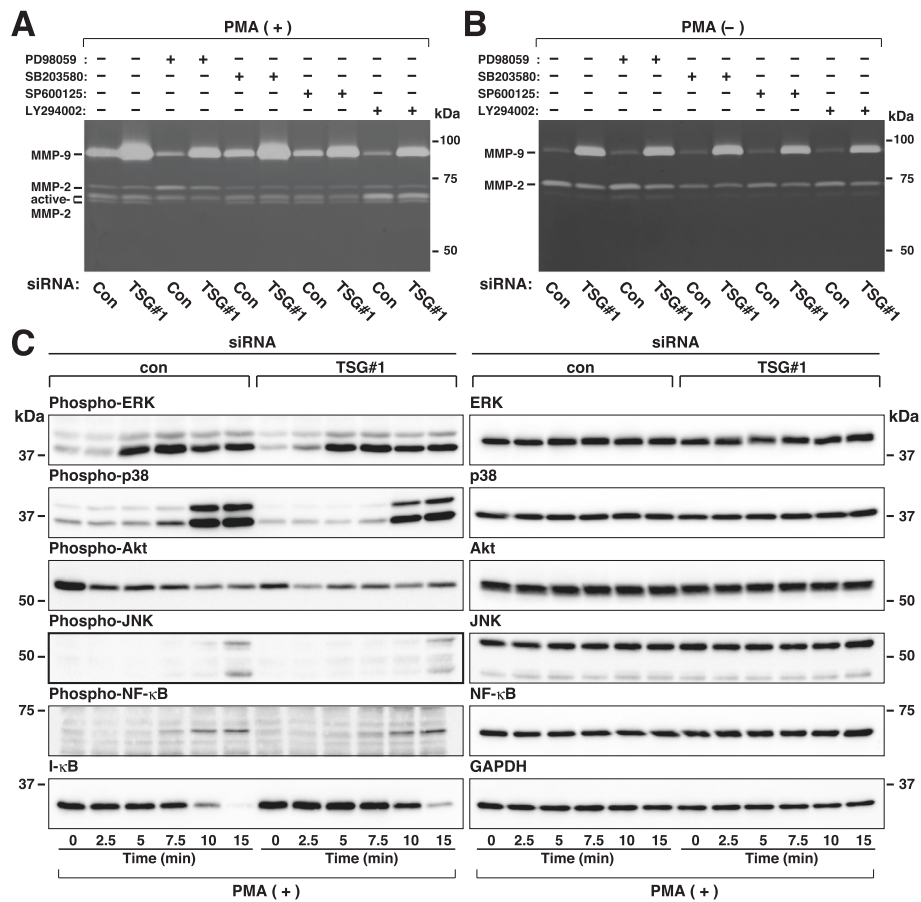 A
PMA ( + )
PD98059 : – – + + – – – – – –
SB203580: – – – – + + – – – –
SP600125: – – – – – – + + – –
LY294002: – – – – – – – – + +
kDa
MMP-9
MMP-2
active-
MMP-2
100
75
50
siRNA: Con TSG#1 Con TSG#1 Con TSG#1 Con TSG#1 Con TSG#1
B
PMA (–)
PD98059 : – – + + – – – – – –
SB203580: – – – – + + – – – –
SP600125: – – – – – – + + – –
LY294002: – – – – – – – – + +
kDa
MMP-9
MMP-2
100
75
50
siRNA: Con TSG#1 Con TSG#1 Con TSG#1 Con TSG#1 Con TSG#1
C
siRNA
con TSG#1
kDa
Phospho-ERK
37
Phospho-p38
37
Phospho-Akt
50
Phospho-JNK
50
Phospho-NF-κB
75
I-κB
37
0 2.5 5 7.5 10 15 0 2.5 5 7.5 10 15
Time (min) Time (min)
PMA ( + )
siRNA
con TSG#1
kDa
ERK
37
p38
37
Akt
50
JNK
50
NF-κB
75
GAPDH
37
0 2.5 5 7.5 10 15 0 2.5 5 7.5 10 15
Time (min) Time (min)
PMA ( + )